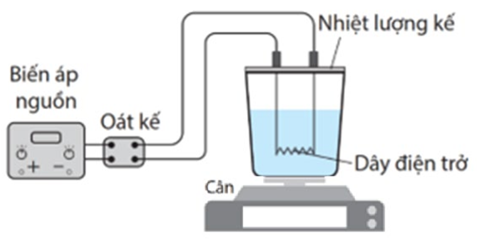 Nhiệt lượng kế
Biến áp
nguồn
Oát kế
+ −
Dây điện trở
Cân